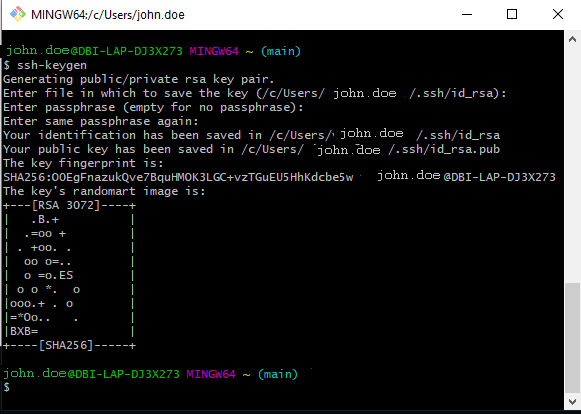 MINGW64:/c/Users/john.doe
john.doe@DBI-LAP-DJ3X273 MINGW64 ~ (main)
$ ssh-keygen
Generating public/private rsa key pair.
Enter file in which to save the key (/c/Users/ john.doe /.ssh/id_rsa):
Enter passphrase (empty for no passphrase):
Enter same passphrase again:
Your identification has been saved in /c/Users/ john.doe /.ssh/id_rsa
Your public key has been saved in /c/Users/ john.doe /.ssh/id_rsa.pub
The key fingerprint is:
SHA256:OOEgFnazukQve7BquHMOK3LGC+vzTGuEU5HhKdcbe5w john.doe@DBI-LAP-DJ3X273
The key's randomart image is:
+---[RSA 3072]----+
|   .B.+          |
|  .=oo +         |
| . +oo. .        |
|  oo o=..        |
|  o =o.ES        |
| o o *.  o       |
|ooo.+ . o        |
|=*Oo..   .       |
|BXB=             |
+----[SHA256]-----+
john.doe@DBI-LAP-DJ3X273 MINGW64 ~ (main)
$